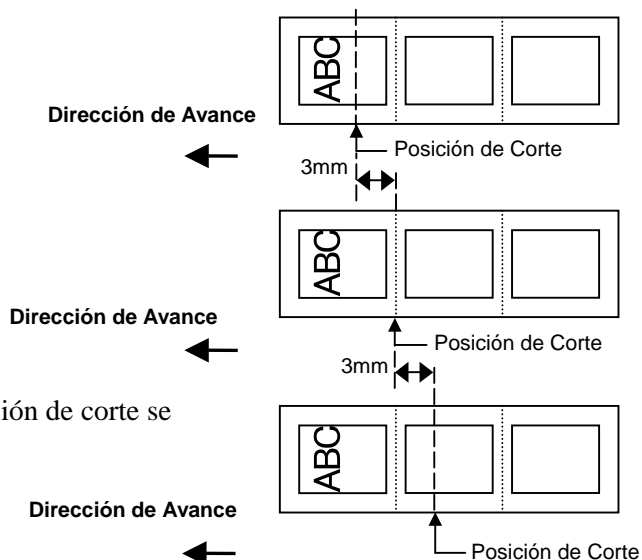 ABC
Dirección de Avance
Posición de Corte
3mm
ABC
Dirección de Avance
Posición de Corte
3mm
ión de corte se
ABC
Dirección de Avance
Posición de Corte